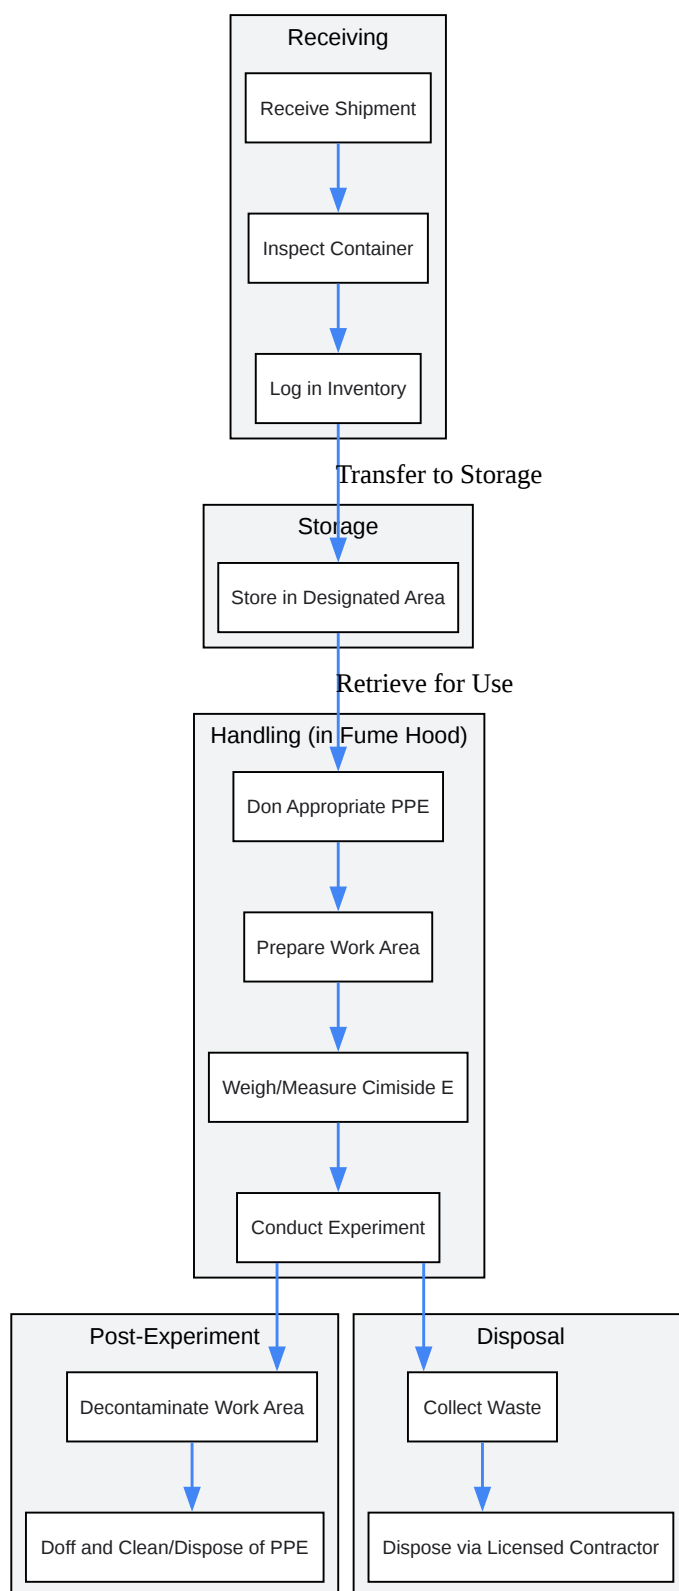 Receiving
Receive Shipment
Inspect Container
Log in Inventory
Transfer to Storage
Storage
Store in Designated Area
Retrieve for Use
Handling (in Fume Hood)
Don Appropriate PPE
Prepare Work Area
Weigh/Measure Cimiside E
Conduct Experiment
Post-Experiment
Decontaminate Work Area
Doff and Clean/Dispose of PPE
Disposal
Collect Waste
Dispose via Licensed Contractor